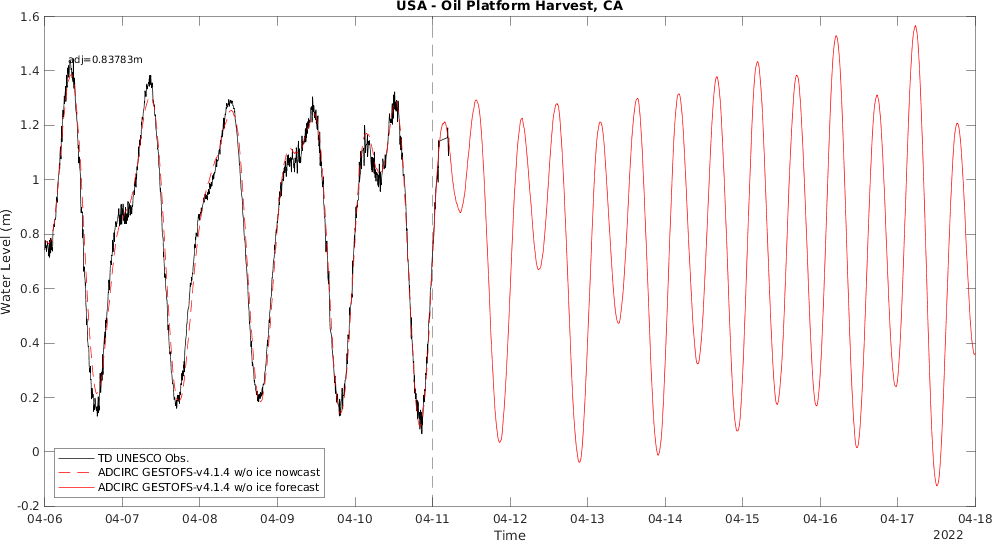 USA - Oil Platform Harvest, CA
adj=0.83783m
Water Level (m)
1.6
1.4
1.2
1
0.8
0.6
0.4
0.2
0
-0.2
TD UNESCO Obs.
ADCIRC GESTOFS-v4.1.4 w/o ice nowcast
ADCIRC GESTOFS-v4.1.4 w/o ice forecast
04-06 04-07 04-08 04-09 04-10 04-11 04-12 04-13 04-14 04-15 04-16 04-17 04-18
Time
2022